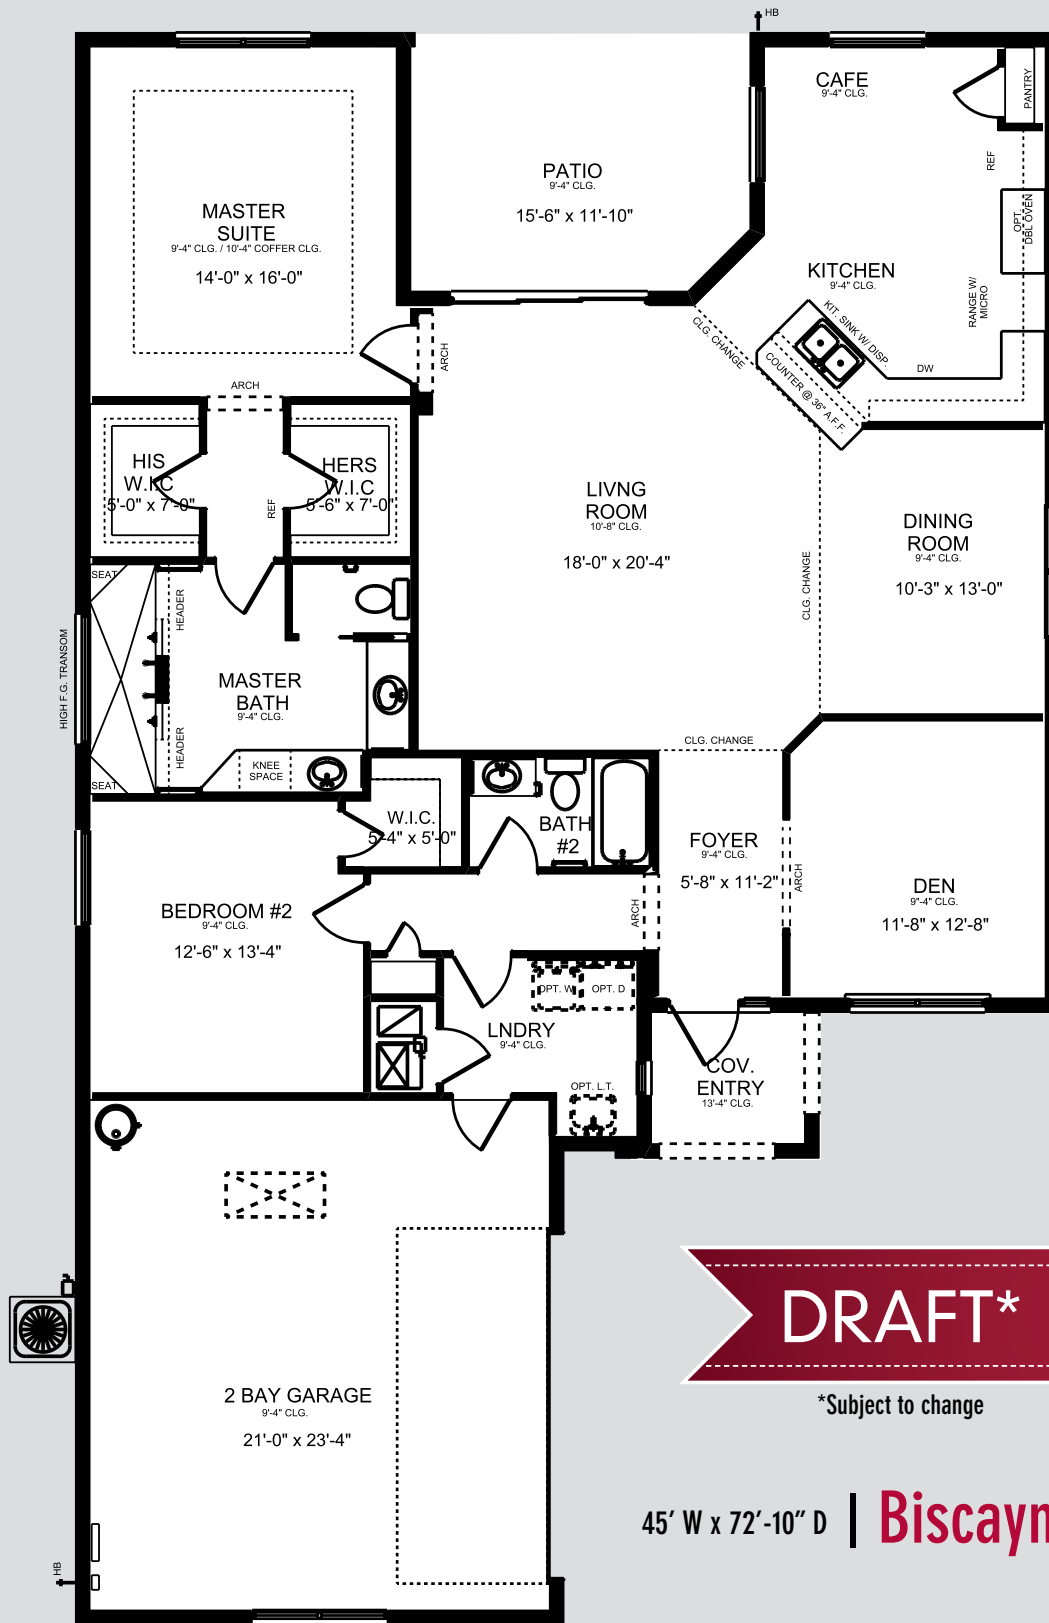 HB
CAFE
9'-4" CLG.
PANTRY
REF
PATIO
9'-4" CLG.
15'-6" x 11'-10"
MASTER
SUITE
9'-4" CLG. / 10'-4" COFFER CLG.
14'-0" x 16'-0"
OPT.
DBL OVEN
KITCHEN
9'-4" CLG.
RANGE W/
MICRO
KIT. SINK W/ DISP.
CLG. CHANGE
COUNTER @ 36" A.F.F.
DW
ARCH
ARCH
HIS
W.I.C
5'-0" x 7'-0"
HERS
W.I.C
5'-6" x 7'-0"
REF
LIVNG
ROOM
10'-8" CLG.
18'-0" x 20'-4"
DINING
ROOM
9'-4" CLG.
10'-3" x 13'-0"
CLG. CHANGE
SEAT
HEADER
HIGH F.G. TRANSOM
MASTER
BATH
9'-4" CLG.
HEADER
KNEE
SPACE
SEAT
CLG. CHANGE
W.I.C.
5'-4" x 5'-0"
BATH
#2
FOYER
9'-4" CLG.
5'-8" x 11'-2"
ARCH
ARCH
DEN
9"-4" CLG.
11'-8" x 12'-8"
BEDROOM #2
9'-4" CLG.
12'-6" x 13'-4"
OPT. W
OPT. D
LNDRY
9'-4" CLG.
OPT. L.T.
COV.
ENTRY
13'-4" CLG.
DRAFT*
*Subject to change
2 BAY GARAGE
9'-4" CLG.
21'-0" x 23'-4"
HB
45' W x 72'-10" D | Biscayn